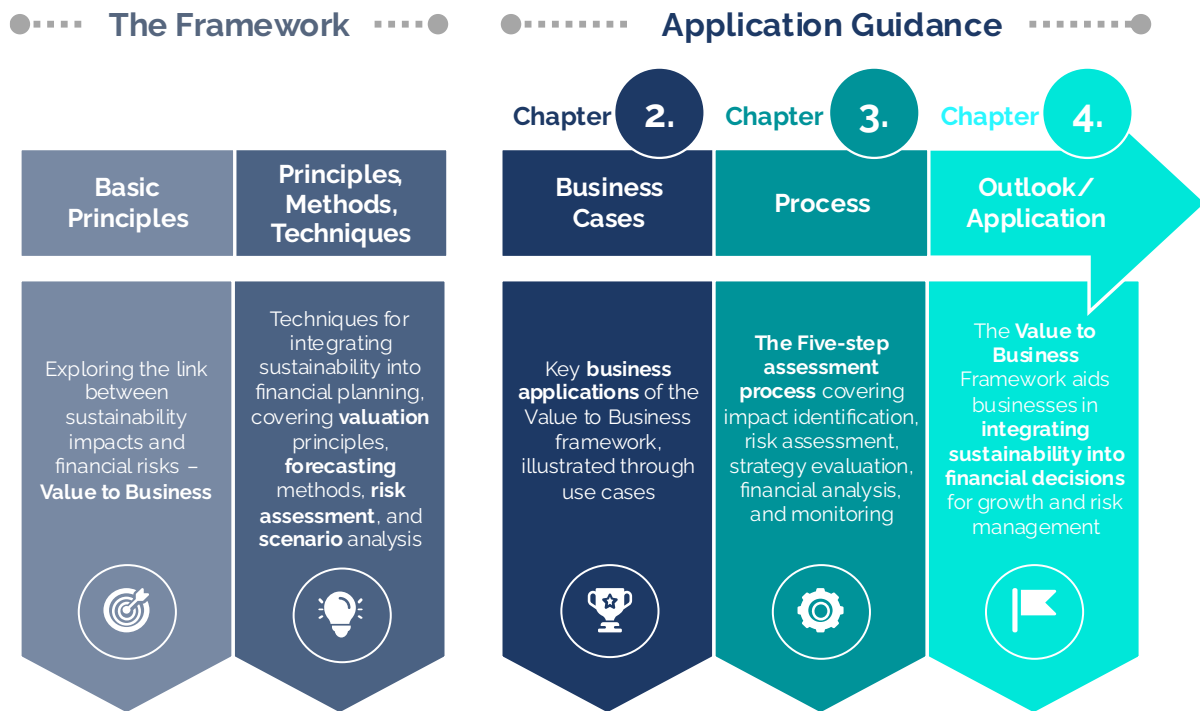 The Framework
Application Guidance
Chapter 2.
Chapter 3.
Chapter 4.
Basic
Principles
Principles,
Methods,
Techniques
Business
Cases
Process
Outlook/
Application
Exploring the link
between
sustainability
impacts and
financial risks –
Value to Business
Techniques for
integrating
sustainability into
financial planning,
covering valuation
principles,
forecasting
methods, risk
assessment, and
scenario analysis
Key business
applications of the
Value to Business
framework,
illustrated through
use cases
The Five-step
assessment
process covering
impact identification,
risk assessment,
strategy evaluation,
financial analysis,
and monitoring
The Value to
Business
Framework aids
businesses in
integrating
sustainability into
financial decisions
for growth and risk
management